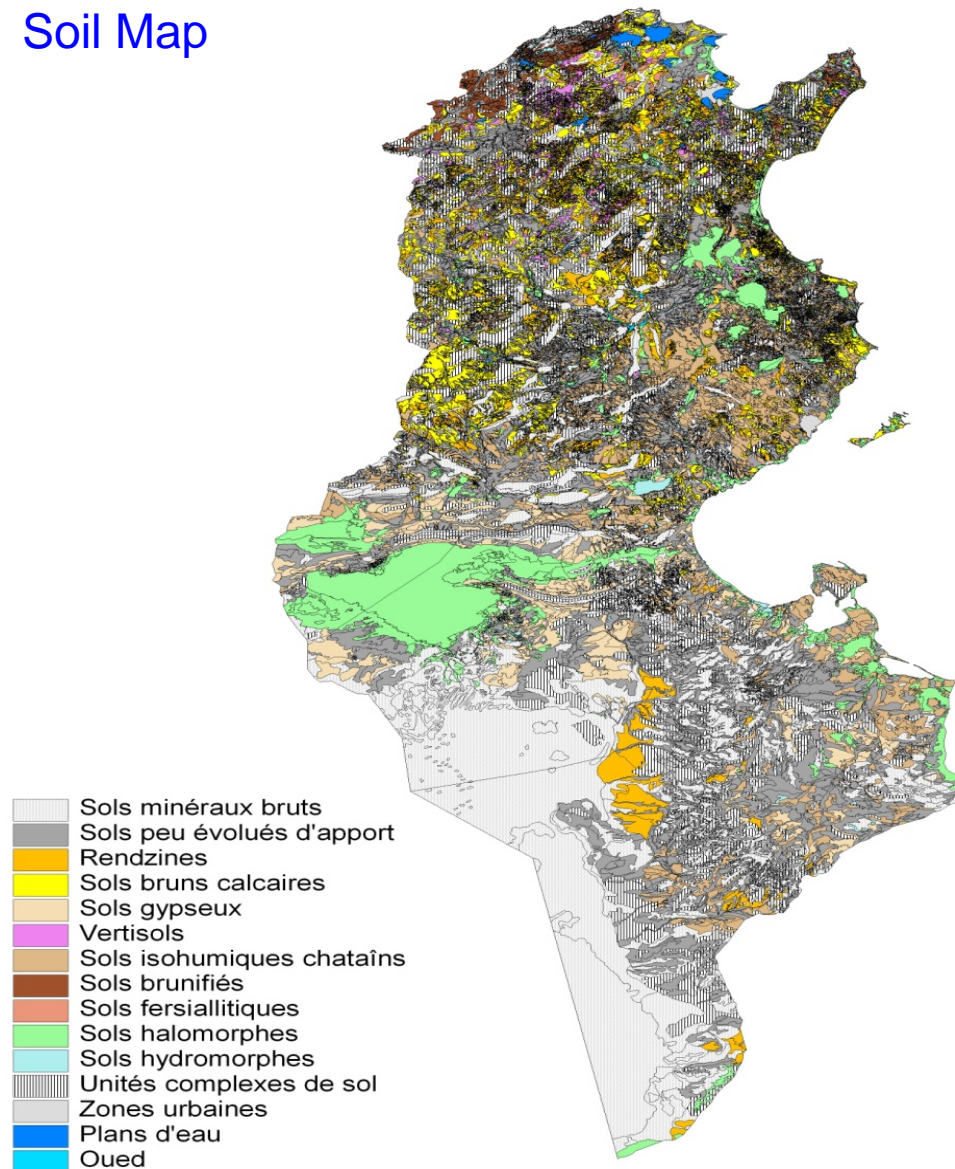 Soil Map
Sols minéraux bruts
Sols peu évolués d'apport
Rendzines
Sols bruns calcaires
Sols gypseux
Vertisols
Sols isohumiques chataîns
Sols brunifiés
Sols fersiallitiques
Sols halomorphes
Sols hydromorphes
Unités complexes de sol
Zones urbaines
Plans d'eau
Oued